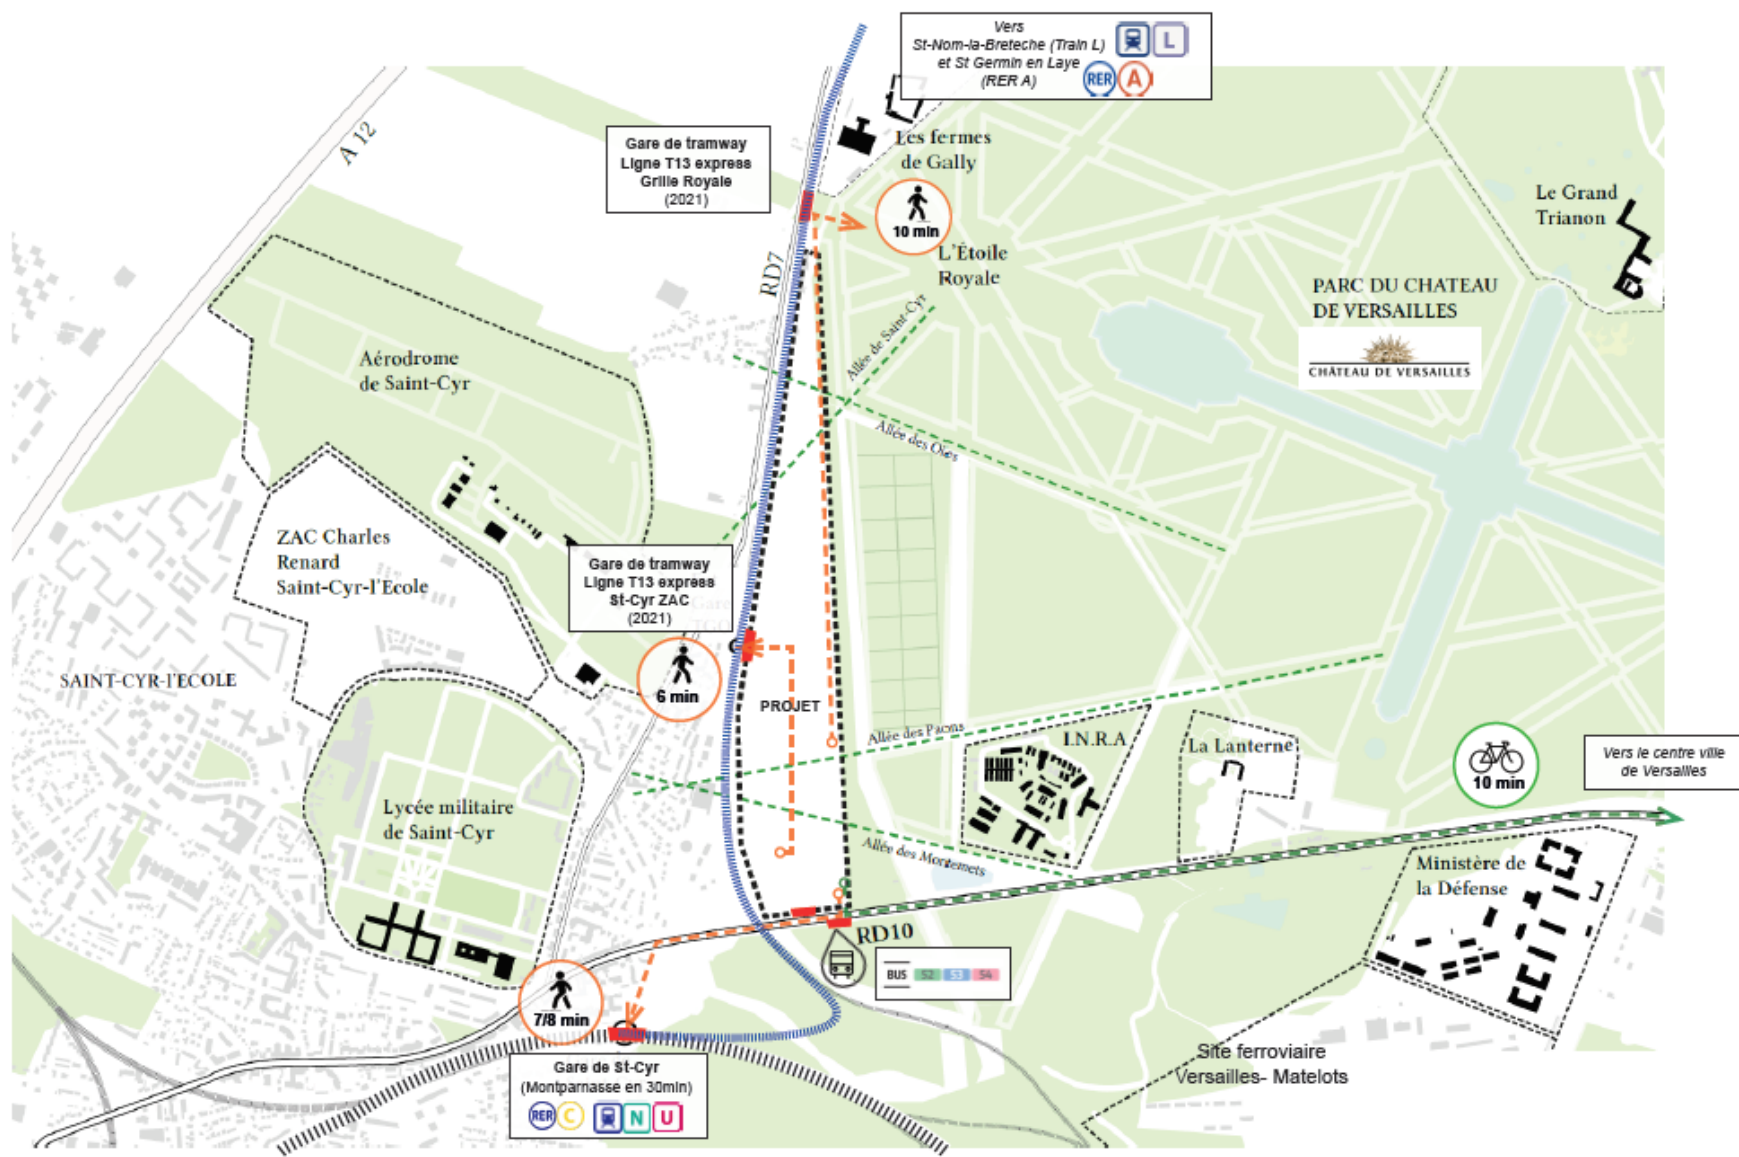 Vers
St-Nom-la-Breteche (Train L)
et St Germin en Laye
(RER A)
L
RER
A
A 12
Gare de tramway
Ligne T13 express
Grille Royale
(2021)
Les fermes
de Gally
10 min
L'Étoile
Royale
RD7
Le Grand
Trianon
PARC DU CHATEAU
DE VERSAILLES
CHÂTEAU DE VERSAILLES
Allée de Saint-Cyr
Allée des Oies
Aérodrome
de Saint-Cyr
ZAC Charles
Renard
Saint-Cyr-l'Ecole
Gare de tramway
Ligne T13 express
St-Cyr ZAC
(2021)
6 min
SAINT-CYR-l'ECOLE
PROJET
Allée des Paons
I.N.R.A
La Lanterne
10 min
Vers le centre ville
de Versailles
Lycée militaire
de Saint-Cyr
Allée des Mortemets
Ministère de
la Défense
RD10
BUS
52
53
54
7/8 min
Gare de St-Cyr
(Montparnasse en 30min)
RER
C
N
U
Site ferroviaire
Versailles- Matelots